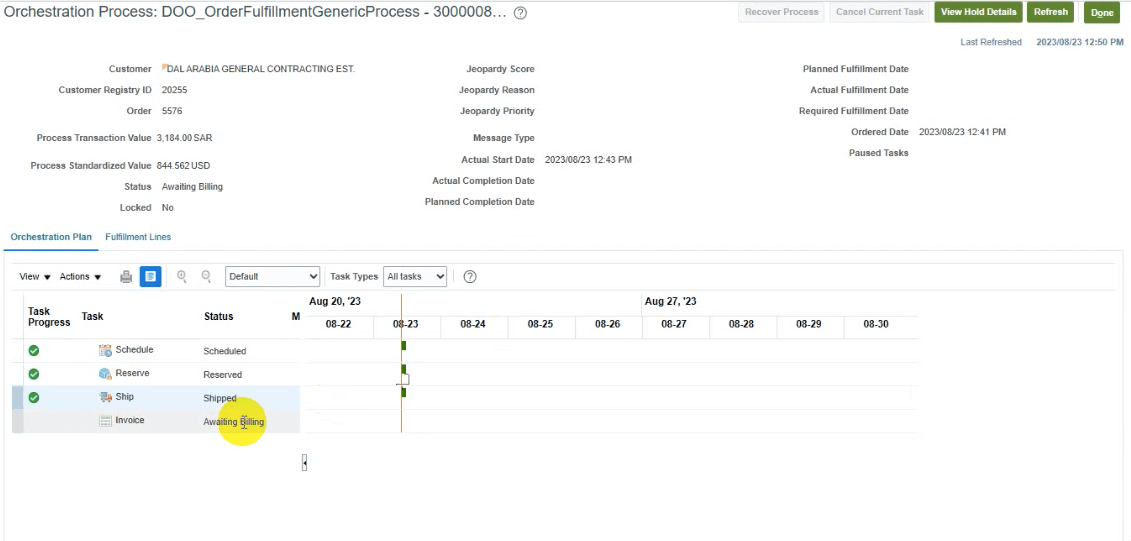 Orchestration Process: DOO_OrderFulfillmentGenericProcess - 3000008...
Recover Process Cancel Current Task View Hold Details Refresh Done
Last Refreshed 2023/08/23 12:50 PM
Customer DAL ARABIA GENERAL CONTRACTING EST. Jeopardy Score Planned Fulfillment Date
Customer Registry ID 20255 Jeopardy Reason Actual Fulfillment Date
Order 5576 Jeopardy Priority Required Fulfillment Date
Process Transaction Value 3,184.00 SAR Message Type Ordered Date 2023/08/23 12:41 PM
Process Standardized Value 844.562 USD Actual Start Date 2023/08/23 12:43 PM Paused Tasks
Status Awaiting Billing Actual Completion Date
Locked No Planned Completion Date
Orchestration Plan Fulfillment Lines
View Actions Default Task Types All tasks
Task Progress Task Status M Aug 20, '23 Aug 27, '23
08-22 08-23 08-24 08-25 08-26 08-27 08-28 08-29 08-30
Schedule Scheduled
Reserve Reserved
Ship Shipped
Invoice Awaiting Billing